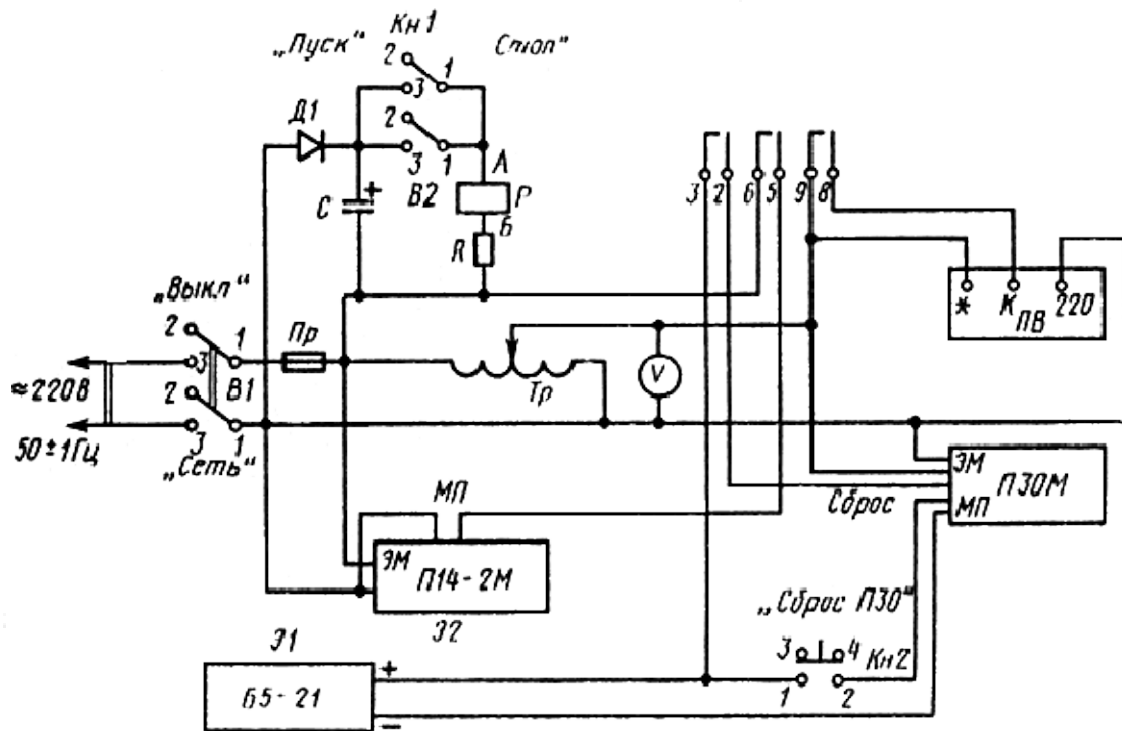 Кн1
„Пуск“ 2 1 Стоп"
3
Д1 2
3 1 А
С + В2 Р
Б
R
3 2 6 5 9 8
* К 220
ПВ
„Выкл“
2 1 Пр
≈220В 3 V
2 В1 Тр
50±1Гц 3 1
„Сеть“
ЭМ
МП Сброс П30М
МП
ЭМ
П14-2М
„Сброс П30“
Э2
Э1 3 4 Кн2
+
Б5-21 1 2
−